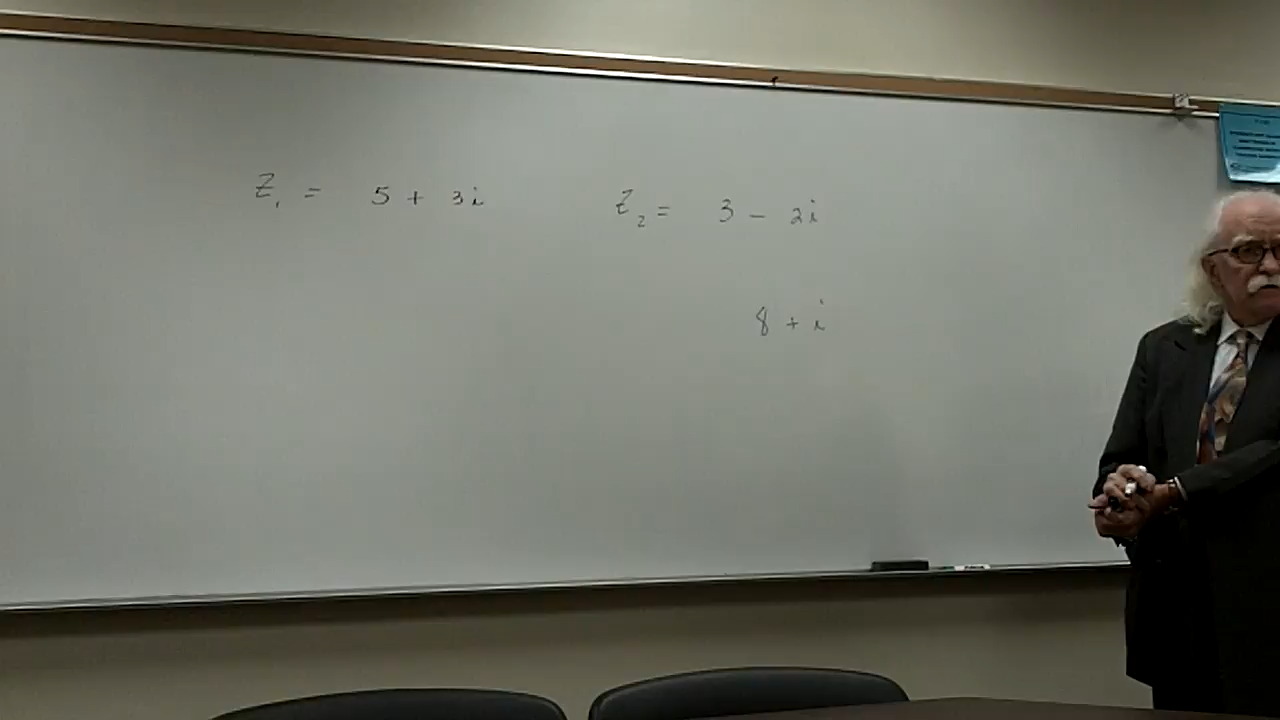 Z₁ = 5 + 3i Z₂ = 3 - 2i
8 + i